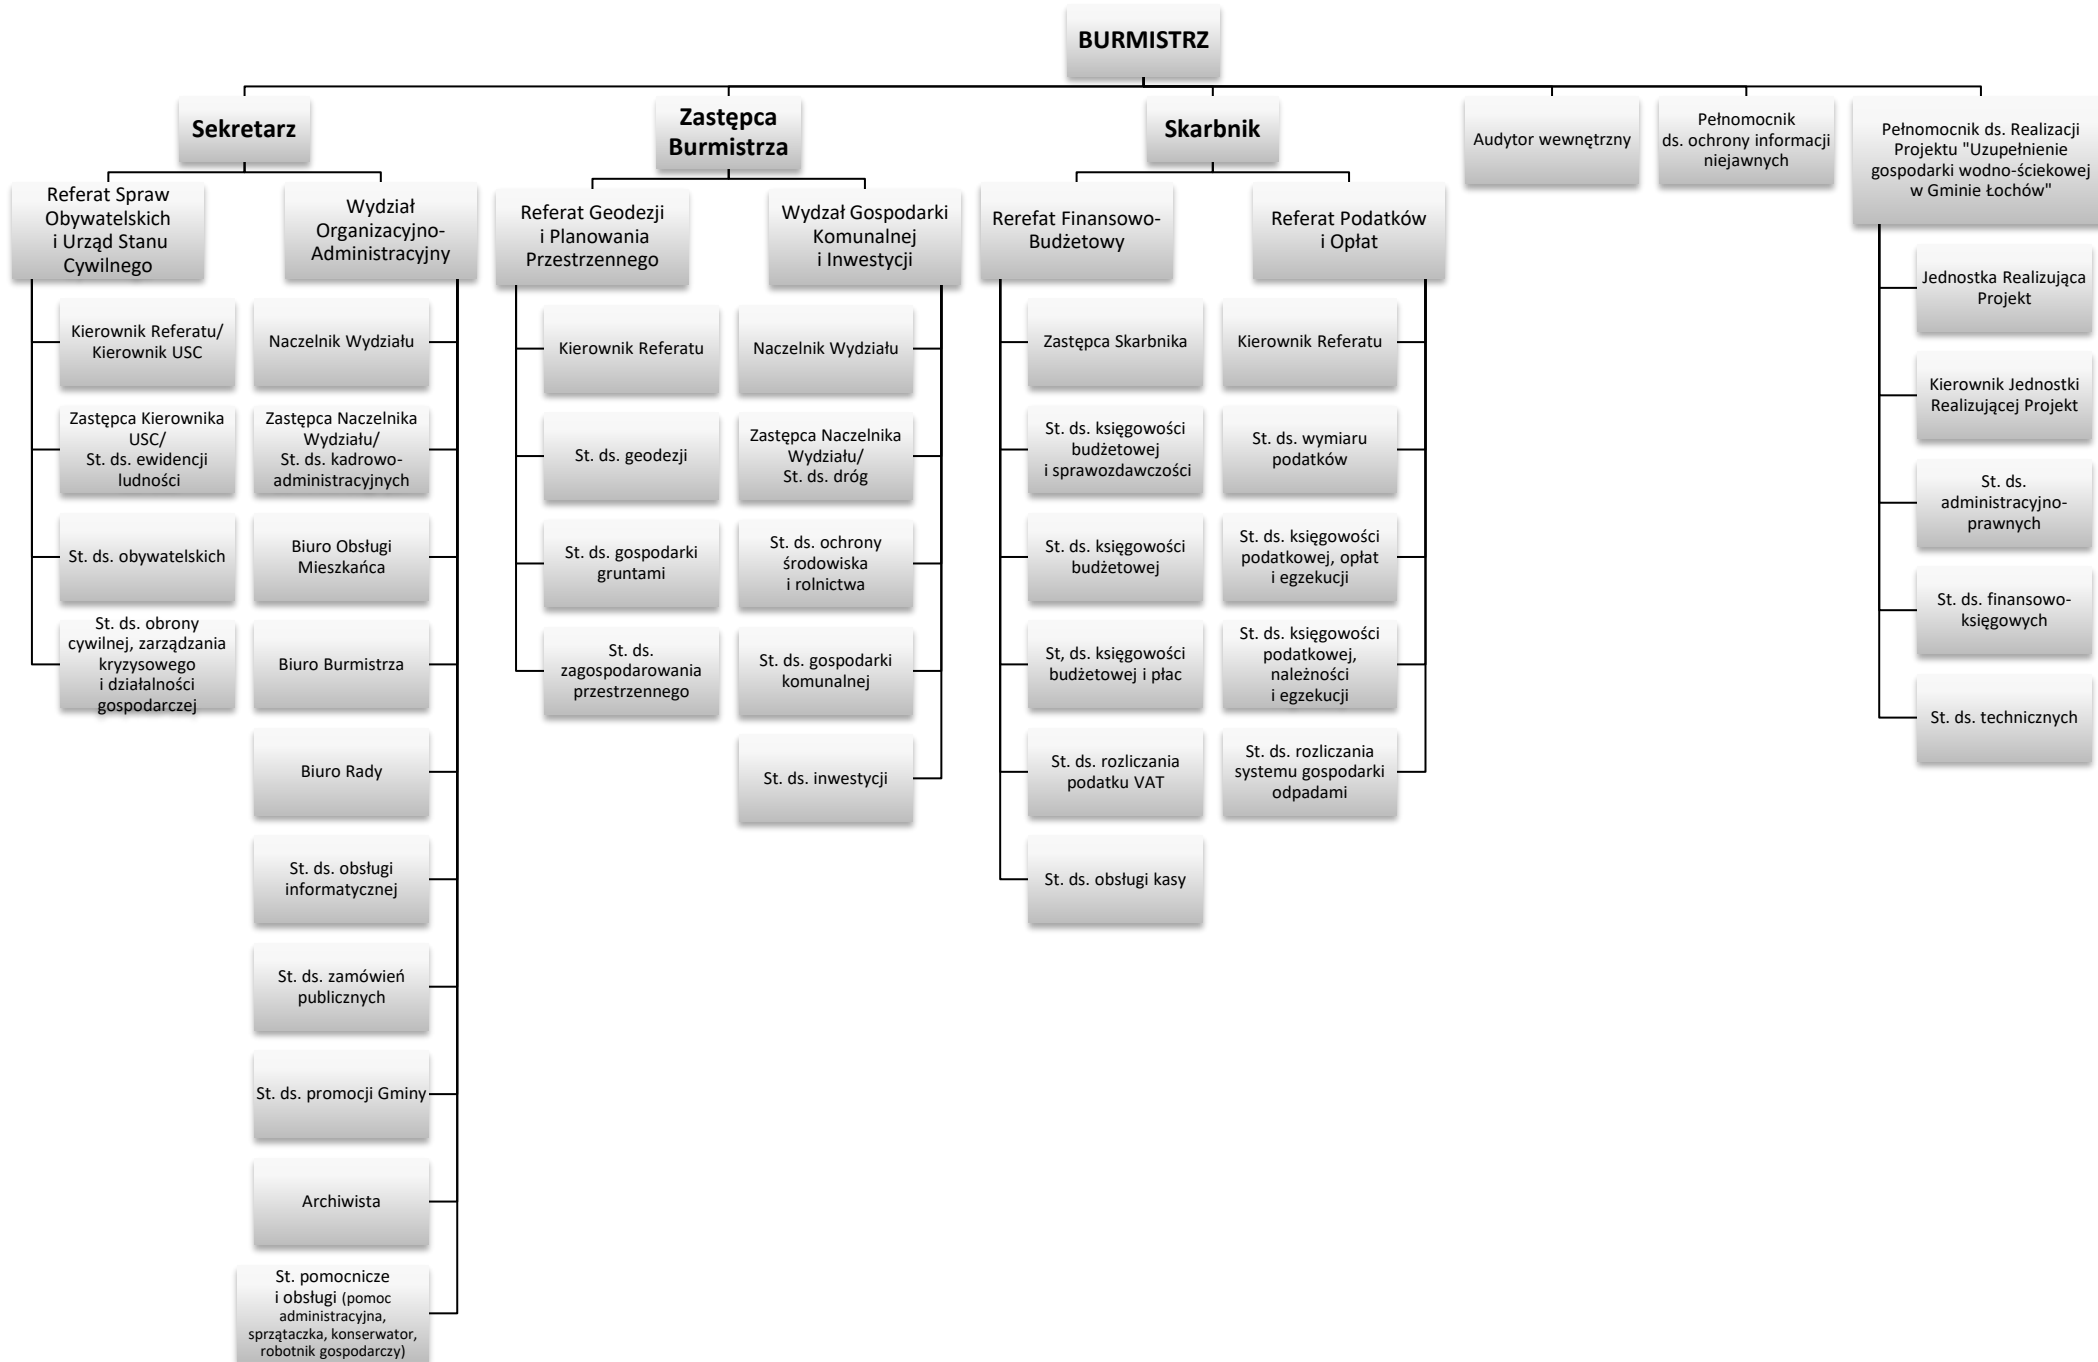 BURMISTRZ
Sekretarz
Zastępca
Burmistrza
Skarbnik
Audytor wewnętrzny
Pełnomocnik
ds. ochrony informacji
niejawnych
Pełnomocnik ds. Realizacji
Projektu "Uzupełnienie
gospodarki wodno-ściekowej
w Gminie Łochów"
Referat Spraw
Obywatelskich
i Urząd Stanu
Cywilnego
Kierownik Referatu/
Kierownik USC
Zastępca Kierownika
USC/
St. ds. ewidencji
ludności
St. ds. obywatelskich
St. ds. obrony
cywilnej, zarządzania
kryzysowego
i działalności
gospodarczej
Wydział
Organizacyjno-
Administracyjny
Naczelnik Wydziału
Zastępca Naczelnika
Wydziału/
St. ds. kadrowo-
administracyjnych
Biuro Obsługi
Mieszkańca
Biuro Burmistrza
Biuro Rady
St. ds. obsługi
informatycznej
St. ds. zamówień
publicznych
St. ds. promocji Gminy
Archiwista
St. pomocnicze
i obsługi (pomoc
administracyjna,
sprzątaczka, konserwator,
robotnik gospodarczy)
Referat Geodezji
i Planowania
Przestrzennego
Kierownik Referatu
St. ds. geodezji
St. ds. gospodarki
gruntami
St. ds.
zagospodarowania
przestrzennego
Wydzał Gospodarki
Komunalnej
i Inwestycji
Naczelnik Wydziału
Zastępca Naczelnika
Wydziału/
St. ds. dróg
St. ds. ochrony
środowiska
i rolnictwa
St. ds. gospodarki
komunalnej
St. ds. inwestycji
Rerefat Finansowo-
Budżetowy
Zastępca Skarbnika
St. ds. księgowości
budżetowej
i sprawozdawczości
St. ds. księgowości
budżetowej
St, ds. księgowości
budżetowej i płac
St. ds. rozliczania
podatku VAT
St. ds. obsługi kasy
Referat Podatków
i Opłat
Kierownik Referatu
St. ds. wymiaru
podatków
St. ds. księgowości
podatkowej, opłat
i egzekucji
St. ds. księgowości
podatkowej,
należności
i egzekucji
St. ds. rozliczania
systemu gospodarki
odpadami
Jednostka Realizująca
Projekt
Kierownik Jednostki
Realizującej Projekt
St. ds.
administracyjno-
prawnych
St. ds. finansowo-
księgowych
St. ds. technicznych